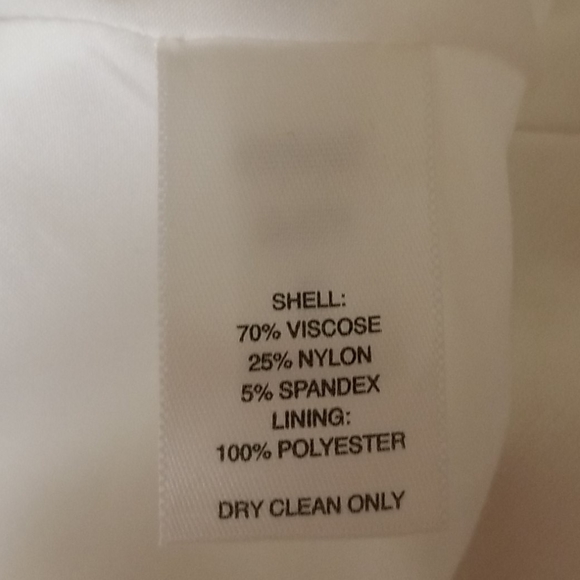 SHELL:
70% VISCOSE
25% NYLON
5% SPANDEX
LINING:
100% POLYESTER
DRY CLEAN ONLY